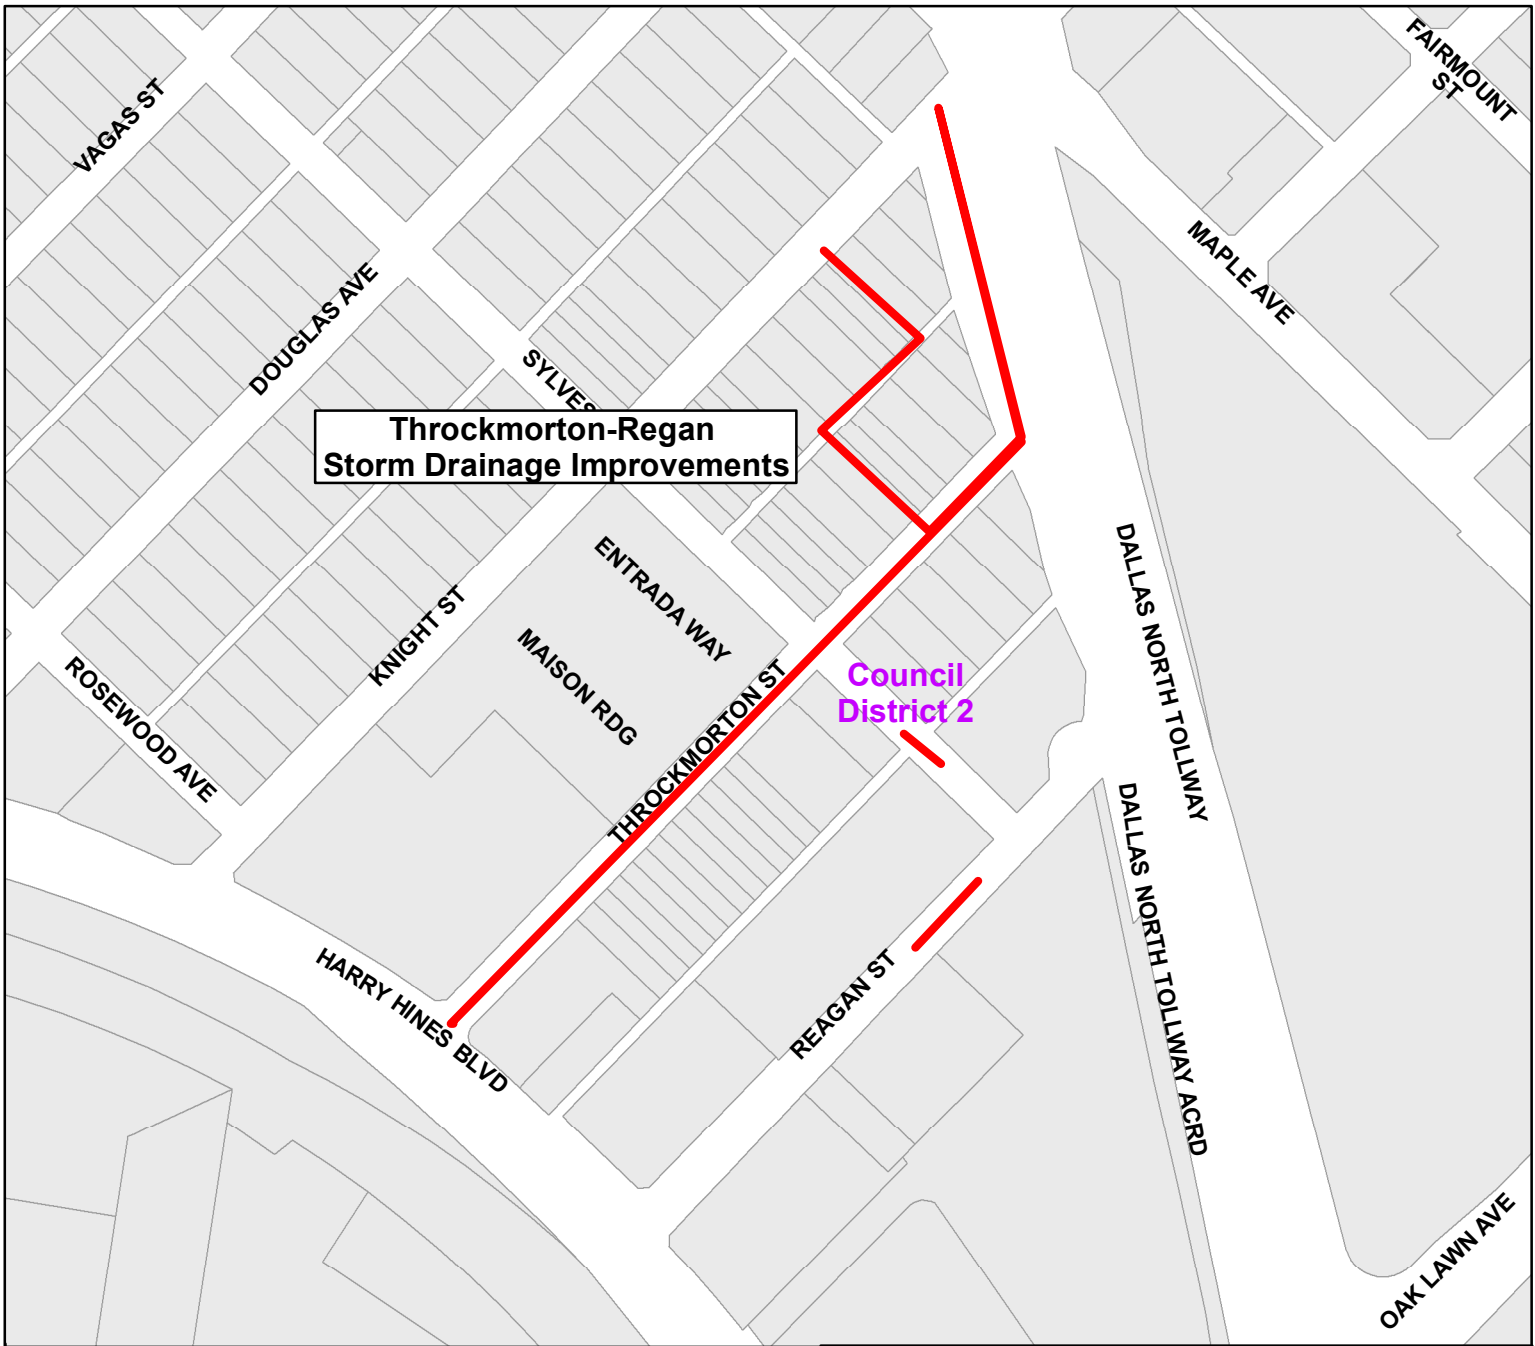 FAIRMOUNT
ST
VAGAS ST
MAPLE AVE
DOUGLAS AVE
SYLVES
Throckmorton-Regan
Storm Drainage Improvements
ENTRADA WAY
KNIGHT ST
MAISON RDG
ROSEWOOD AVE
THROCKMORTON ST
Council
District 2
DALLAS NORTH TOLLWAY
DALLAS NORTH TOLLWAY ACRD
HARRY HINES BLVD
REAGAN ST
OAK LAWN AVE